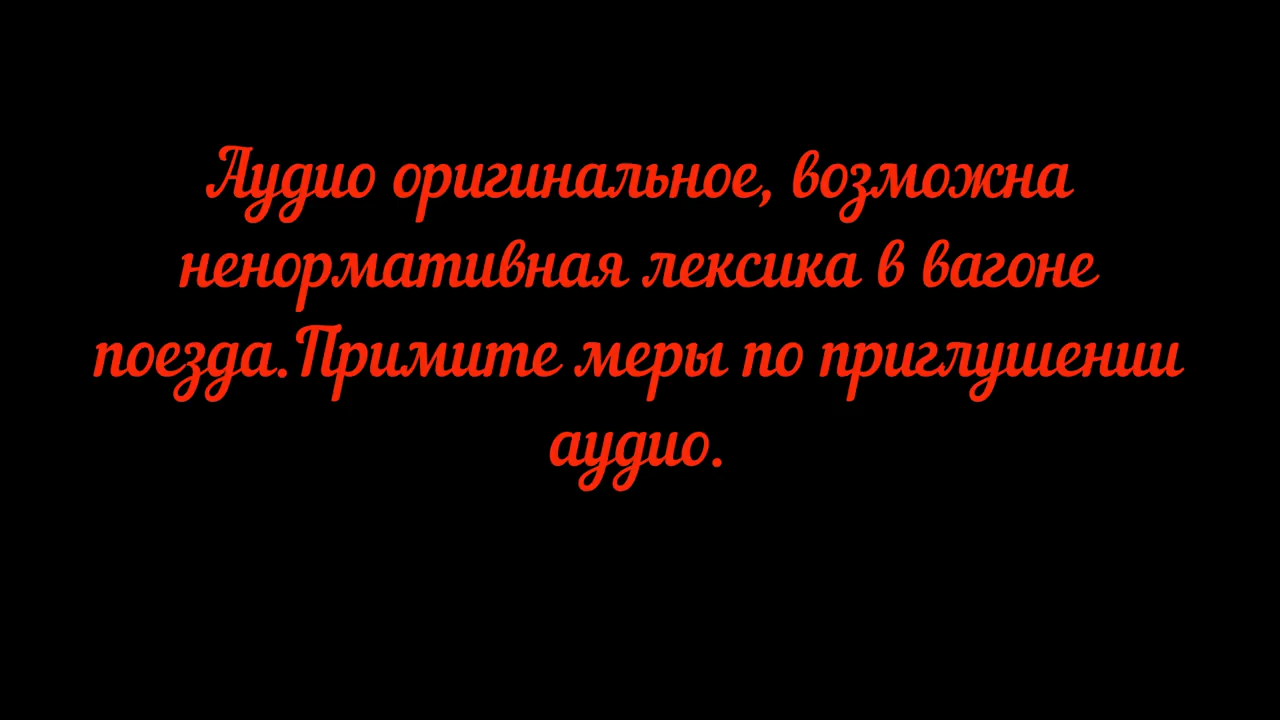 Аудио оригинальное, возможна
ненормативная лексика в вагоне
поезда.Примите меры по приглушении
аудио.